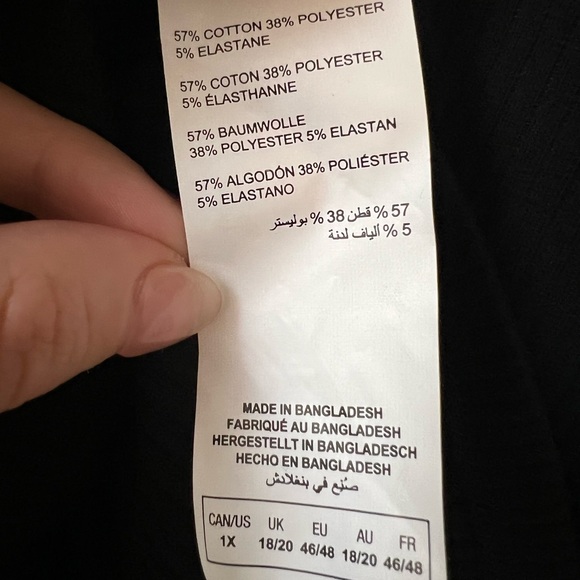 57% COTTON 38% POLYESTER
5% ELASTANE
57% COTON 38% POLYESTER
5% ÉLASTHANNE
57% BAUMWOLLE
38% POLYESTER 5% ELASTAN
57% ALGODÓN 38% POLIÉSTER
5% ELASTANO
57 % قطن 38 % بوليستر
5 % ألياف لدنة
MADE IN BANGLADESH
FABRIQUÉ AU BANGLADESH
HERGESTELLT IN BANGLADESCH
HECHO EN BANGLADESH
صُنِع في بنغلادش
CAN/US UK EU AU FR
1X 18/20 46/48 18/20 46/48